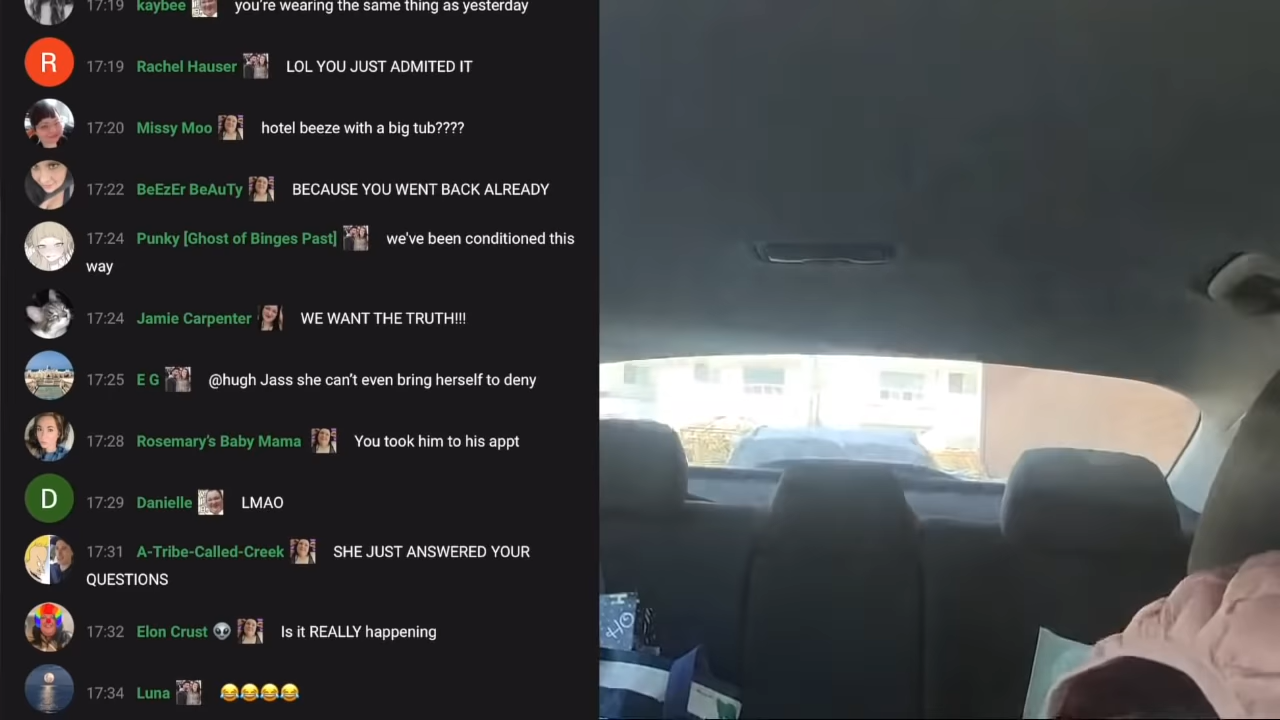 17:19 kaybee you're wearing the same thing as yesterday
R 17:19 Rachel Hauser LOL YOU JUST ADMITED IT
17:20 Missy Moo hotel beeze with a big tub????
17:22 BeEzEr BeAuTy BECAUSE YOU WENT BACK ALREADY
17:24 Punky [Ghost of Binges Past] we've been conditioned this
way
17:24 Jamie Carpenter WE WANT THE TRUTH!!!
17:25 E G @hugh Jass she can't even bring herself to deny
17:28 Rosemary's Baby Mama You took him to his appt
D 17:29 Danielle LMAO
17:31 A-Tribe-Called-Creek SHE JUST ANSWERED YOUR
QUESTIONS
17:32 Elon Crust 👽 Is it REALLY happening
17:34 Luna 😂😂😂😂